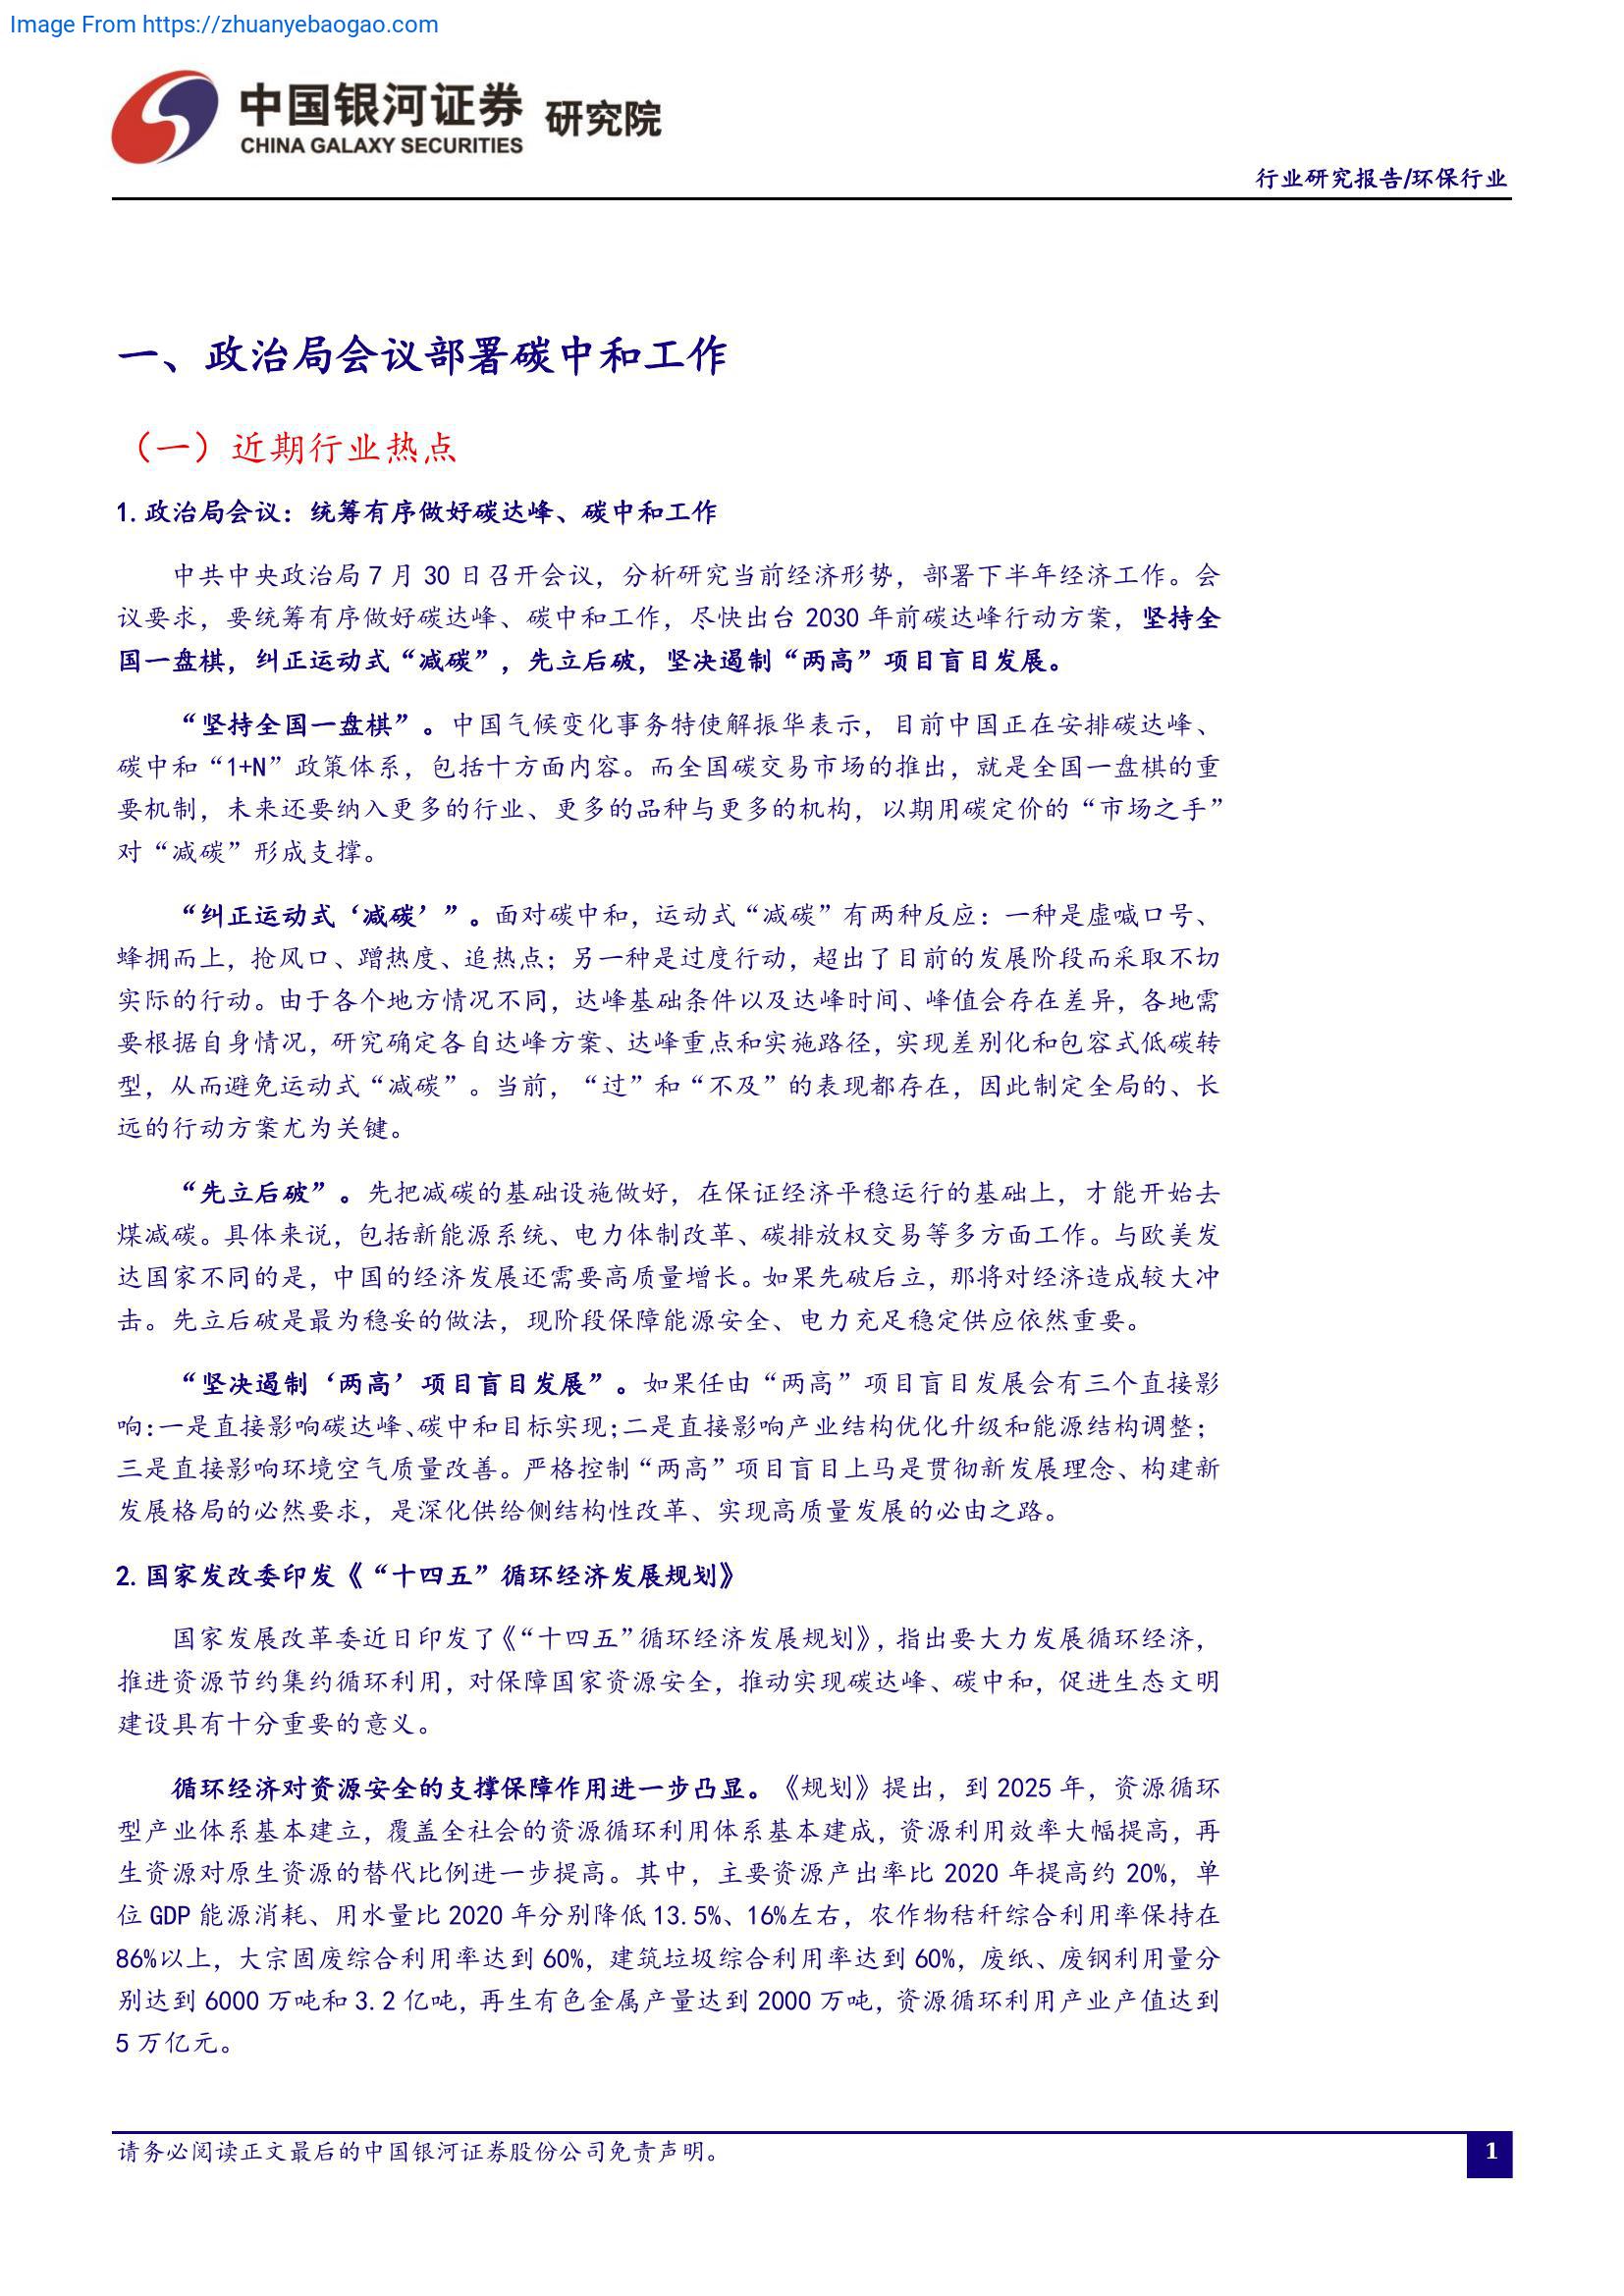 Image From https://zhuanyebaogao.com
中国银河证券 研究院
CHINA GALAXY SECURITIES
行业研究报告/环保行业
一、政治局会议部署碳中和工作
（一）近期行业热点
1.政治局会议：统筹有序做好碳达峰、碳中和工作
中共中央政治局 7 月 30 日召开会议，分析研究当前经济形势，部署下半年经济工作。会
议要求，要统筹有序做好碳达峰、碳中和工作，尽快出台 2030 年前碳达峰行动方案，坚持全
国一盘棋，纠正运动式“减碳”，先立后破，坚决遏制“两高”项目盲目发展。
“坚持全国一盘棋”。中国气候变化事务特使解振华表示，目前中国正在安排碳达峰、
碳中和“1+N”政策体系，包括十方面内容。而全国碳交易市场的推出，就是全国一盘棋的重
要机制，未来还要纳入更多的行业、更多的品种与更多的机构，以期用碳定价的“市场之手”
对“减碳”形成支撑。
“纠正运动式‘减碳’”。面对碳中和，运动式“减碳”有两种反应：一种是虚喊口号、
蜂拥而上，抢风口、蹭热度、追热点；另一种是过度行动，超出了目前的发展阶段而采取不切
实际的行动。由于各个地方情况不同，达峰基础条件以及达峰时间、峰值会存在差异，各地需
要根据自身情况，研究确定各自达峰方案、达峰重点和实施路径，实现差别化和包容式低碳转
型，从而避免运动式“减碳”。当前，“过”和“不及”的表现都存在，因此制定全局的、长
远的行动方案尤为关键。
“先立后破”。先把减碳的基础设施做好，在保证经济平稳运行的基础上，才能开始去
煤减碳。具体来说，包括新能源系统、电力体制改革、碳排放权交易等多方面工作。与欧美发
达国家不同的是，中国的经济发展还需要高质量增长。如果先破后立，那将对经济造成较大冲
击。先立后破是最为稳妥的做法，现阶段保障能源安全、电力充足稳定供应依然重要。
“坚决遏制‘两高’项目盲目发展”。如果任由“两高”项目盲目发展会有三个直接影
响：一是直接影响碳达峰、碳中和目标实现；二是直接影响产业结构优化升级和能源结构调整；
三是直接影响环境空气质量改善。严格控制“两高”项目盲目上马是贯彻新发展理念、构建新
发展格局的必然要求，是深化供给侧结构性改革、实现高质量发展的必由之路。
2.国家发改委印发《“十四五”循环经济发展规划》
国家发展改革委近日印发了《“十四五”循环经济发展规划》，指出要大力发展循环经济，
推进资源节约集约循环利用，对保障国家资源安全，推动实现碳达峰、碳中和，促进生态文明
建设具有十分重要的意义。
循环经济对资源安全的支撑保障作用进一步凸显。《规划》提出，到 2025 年，资源循环
型产业体系基本建立，覆盖全社会的资源循环利用体系基本建成，资源利用效率大幅提高，再
生资源对原生资源的替代比例进一步提高。其中，主要资源产出率比 2020 年提高约 20%，单
位 GDP 能源消耗、用水量比 2020 年分别降低 13.5%、16%左右，农作物秸秆综合利用率保持在
86%以上，大宗固废综合利用率达到 60%，建筑垃圾综合利用率达到 60%，废纸、废钢利用量分
别达到 6000 万吨和 3.2 亿吨，再生有色金属产量达到 2000 万吨，资源循环利用产业产值达到
5 万亿元。
请务必阅读正文最后的中国银河证券股份公司免责声明。
1